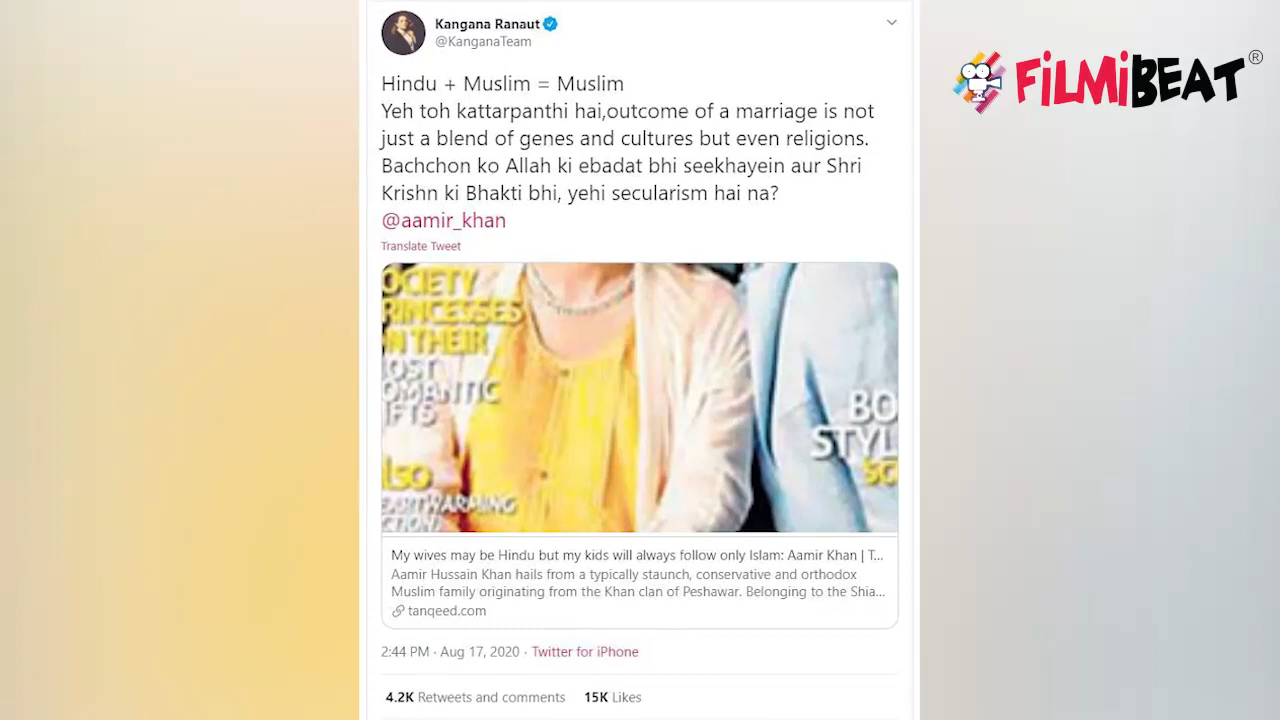 Kangana Ranaut
@KanganaTeam
FiLMiBEAT®
Hindu + Muslim = Muslim
Yeh toh kattarpanthi hai,outcome of a marriage is not
just a blend of genes and cultures but even religions.
Bachchon ko Allah ki ebadat bhi seekhayein aur Shri
Krishn ki Bhakti bhi, yehi secularism hai na?
@aamir_khan
Translate Tweet
OCIETY
RINCESSES
N THEIR
OST
OMANTIC
IFTS
LSO
EARTWARMING
CTION
BO
STYL
SC
My wives may be Hindu but my kids will always follow only Islam: Aamir Khan | T...
Aamir Hussain Khan hails from a typically staunch, conservative and orthodox
Muslim family originating from the Khan clan of Peshawar. Belonging to the Shia...
tanqeed.com
2:44 PM · Aug 17, 2020 · Twitter for iPhone
4.2K Retweets and comments 15K Likes